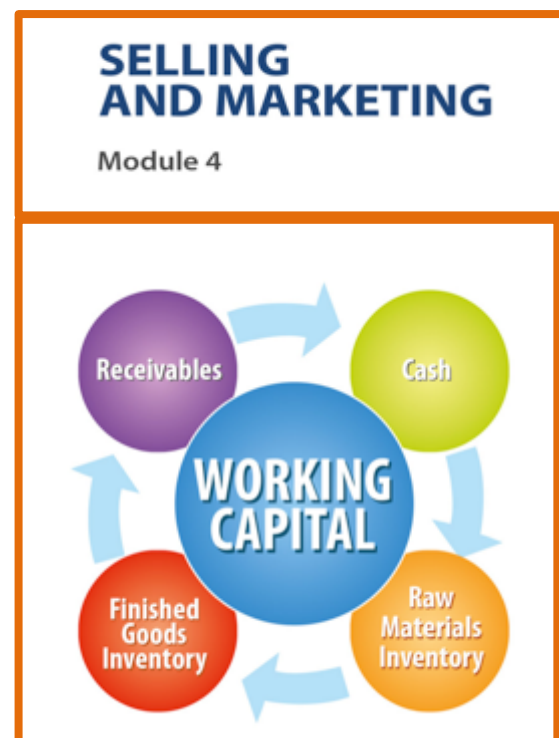 SELLING
AND MARKETING
Module 4
Receivables
Cash
WORKING
CAPITAL
Finished
Goods
Inventory
Raw
Materials
Inventory